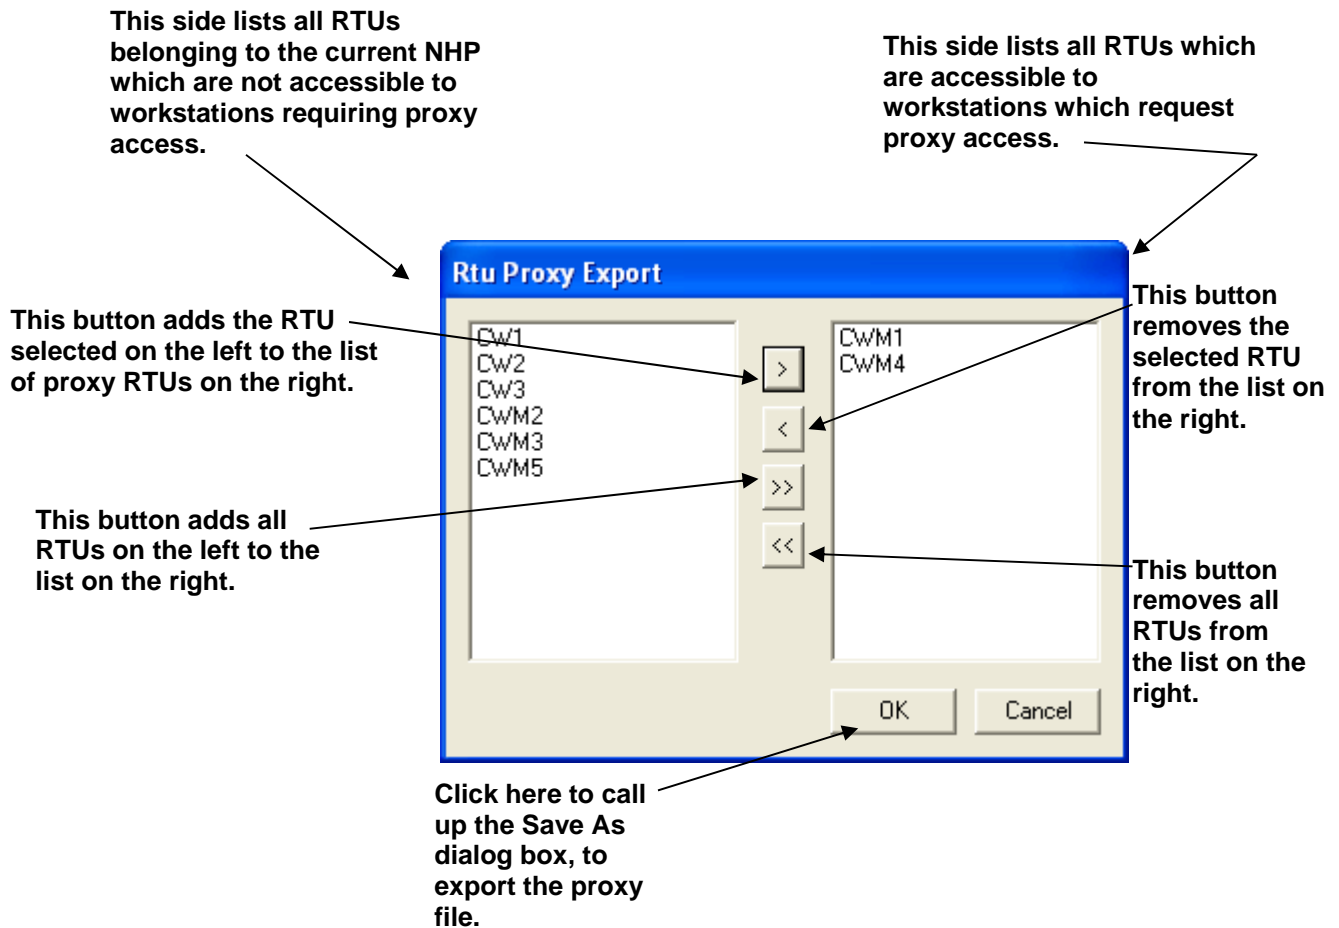 This side lists all RTUs
belonging to the current NHP
which are not accessible to
workstations requiring proxy
access.
This side lists all RTUs which
are accessible to
workstations which request
proxy access.
Rtu Proxy Export
This button adds the RTU
selected on the left to the list
of proxy RTUs on the right.
CW1
CW2
CW3
CWM2
CWM3
CWM5
>
<
>>
<<
CWM1
CWM4
This button
removes the
selected RTU
from the list on
the right.
This button adds all
RTUs on the left to the
list on the right.
This button
removes all
RTUs from
the list on the
right.
OK
Cancel
Click here to call
up the Save As
dialog box, to
export the proxy
file.